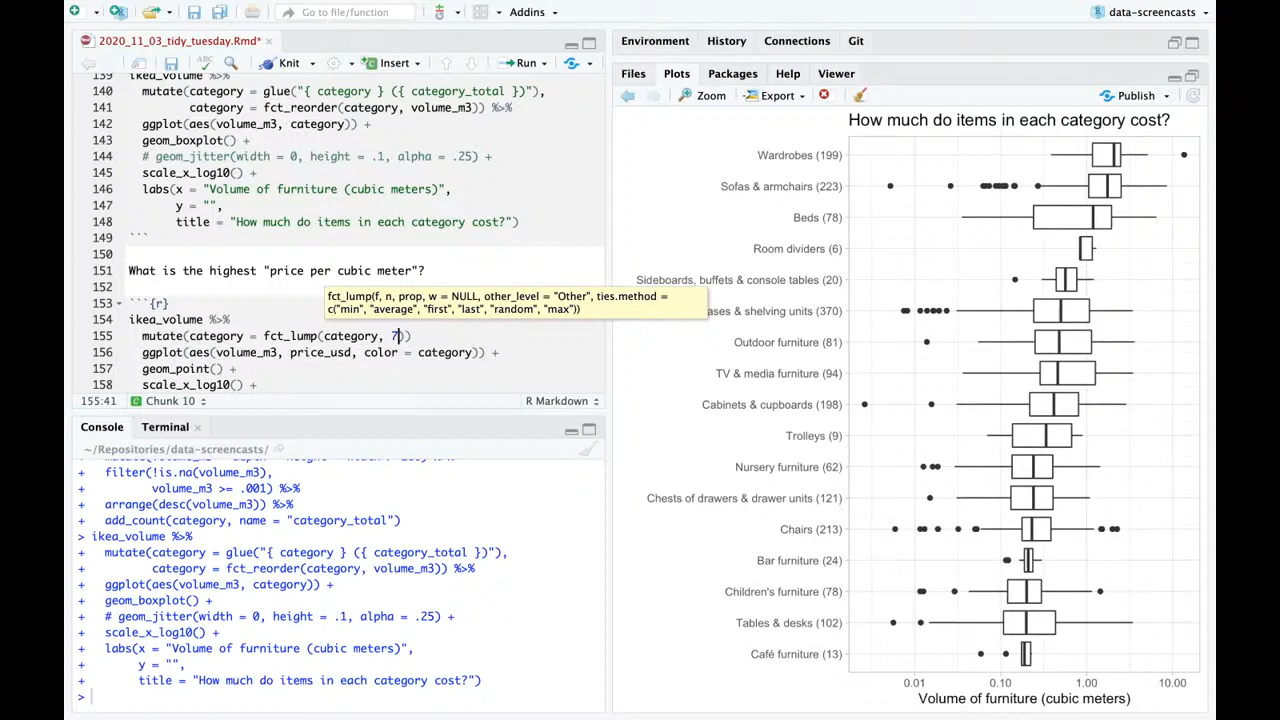 Go to file/function
Addins
data-screencasts
2020_11_03_tidy_tuesday.Rmd*
Knit
Insert
Run
139 ikea_volume %>%
140 mutate(category = glue("{ category } ({ category_total })"),
141 category = fct_reorder(category, volume_m3)) %>%
142 ggplot(aes(volume_m3, category)) +
143 geom_boxplot() +
144 # geom_jitter(width = 0, height = .1, alpha = .25) +
145 scale_x_log10() +
146 labs(x = "Volume of furniture (cubic meters)",
147 y = "",
148 title = "How much do items in each category cost?")
149 ```
150
151 What is the highest "price per cubic meter"?
152
fct_lump(f, n, prop, w = NULL, other_level = "Other", ties.method =
c("min", "average", "first", "last", "random", "max"))
153 ```{r}
154 ikea_volume %>%
155 mutate(category = fct_lump(category, 7))
156 ggplot(aes(volume_m3, price_usd, color = category)) +
157 geom_point() +
158 scale_x_log10() +
155:41 Chunk 10 R Markdown
Console Terminal
~/Repositories/data-screencasts/
+ filter(!is.na(volume_m3),
+ volume_m3 >= .001) %>%
+ arrange(desc(volume_m3)) %>%
+ add_count(category, name = "category_total")
> ikea_volume %>%
+ mutate(category = glue("{ category } ({ category_total })"),
+ category = fct_reorder(category, volume_m3)) %>%
+ ggplot(aes(volume_m3, category)) +
+ geom_boxplot() +
+ # geom_jitter(width = 0, height = .1, alpha = .25) +
+ scale_x_log10() +
+ labs(x = "Volume of furniture (cubic meters)",
+ y = "",
+ title = "How much do items in each category cost?")
>
Environment History Connections Git
Files Plots Packages Help Viewer
Zoom Export Publish
How much do items in each category cost?
Wardrobes (199)
Sofas & armchairs (223)
Beds (78)
Room dividers (6)
Sideboards, buffets & console tables (20)
ases & shelving units (370)
Outdoor furniture (81)
TV & media furniture (94)
Cabinets & cupboards (198)
Trolleys (9)
Nursery furniture (62)
Chests of drawers & drawer units (121)
Chairs (213)
Bar furniture (24)
Children's furniture (78)
Tables & desks (102)
Café furniture (13)
0.01 0.10 1.00 10.00
Volume of furniture (cubic meters)